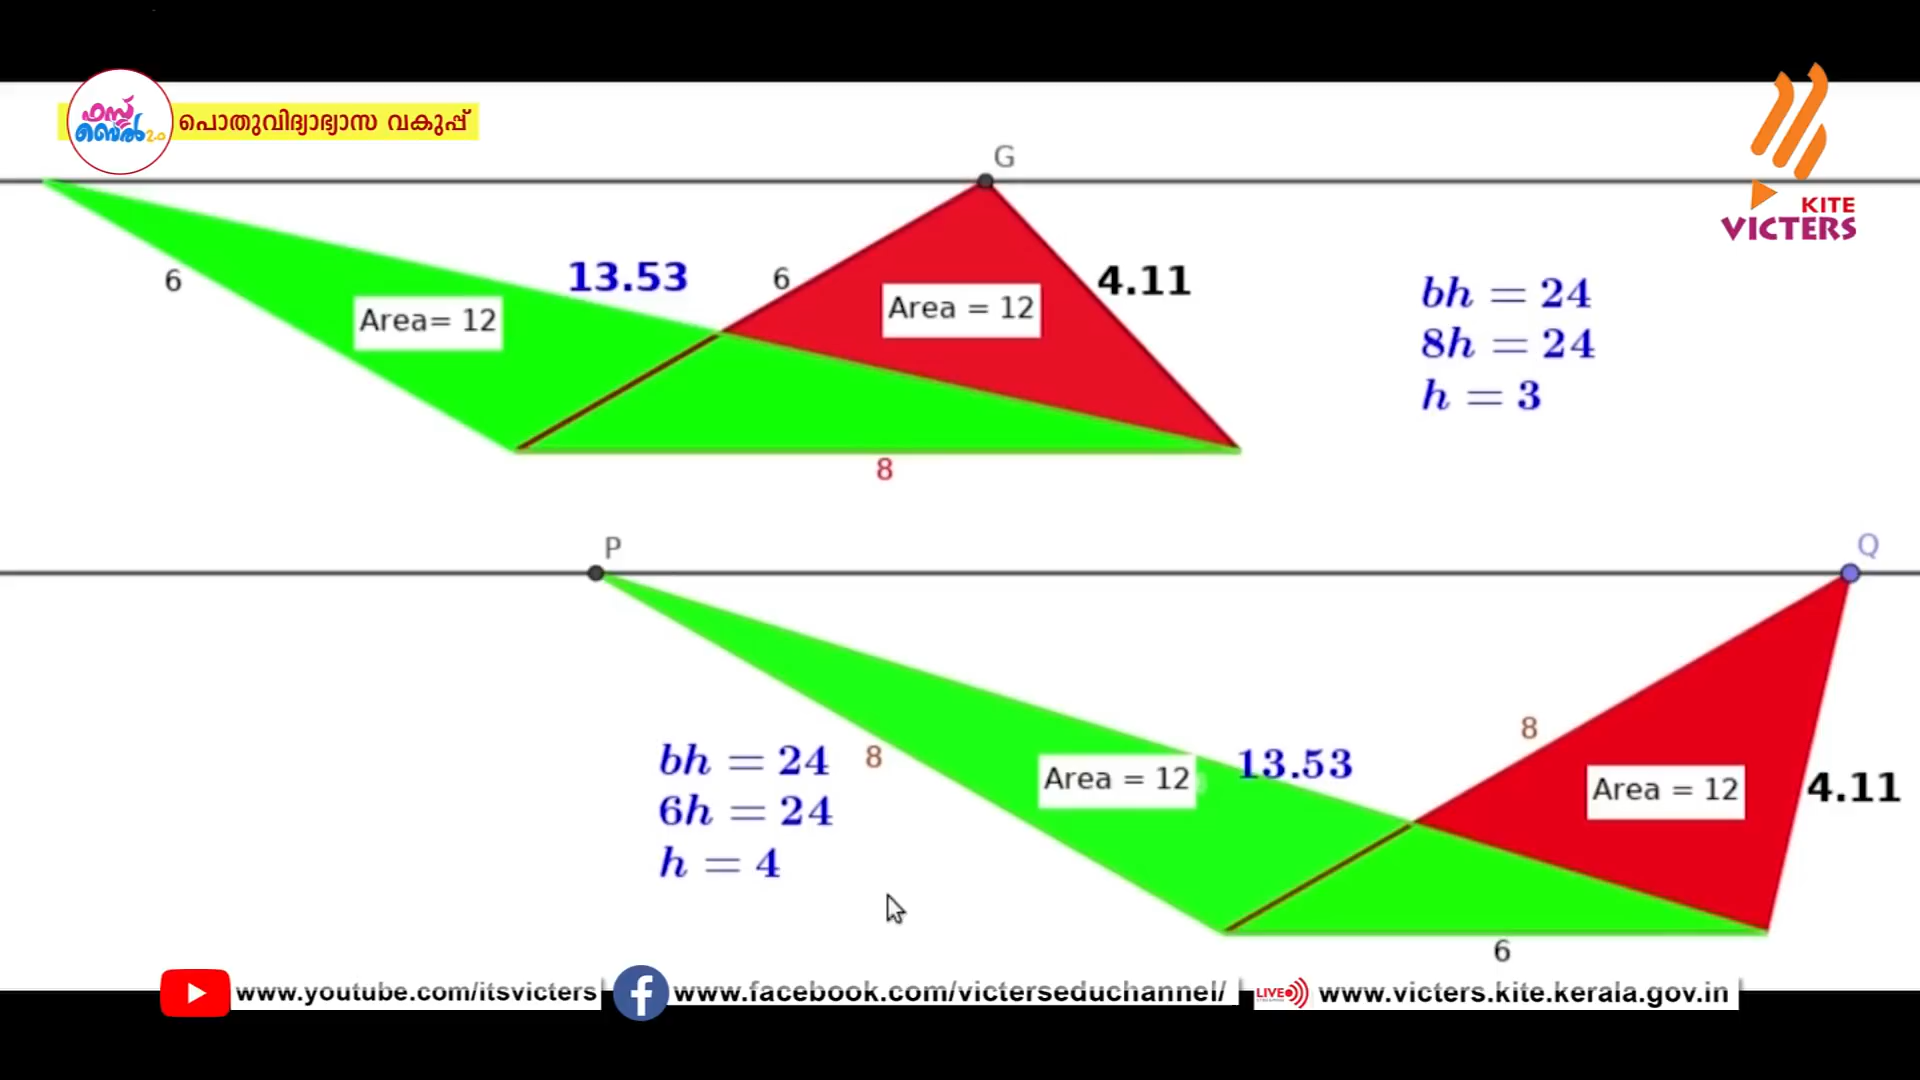 ഫസ്റ്റ്
ബെൽ 2.0
പൊതുവിദ്യാഭ്യാസ വകുപ്പ്
KITE
VICTERS
G
6
13.53
6
4.11
Area= 12
Area = 12
8
bh = 24
8h = 24
h = 3
P
Q
bh = 24
6h = 24
h = 4
8
Area = 12
13.53
8
Area = 12
4.11
6
www.youtube.com/itsvicters
www.facebook.com/victerseduchannel/
LIVE
www.victers.kite.kerala.gov.in